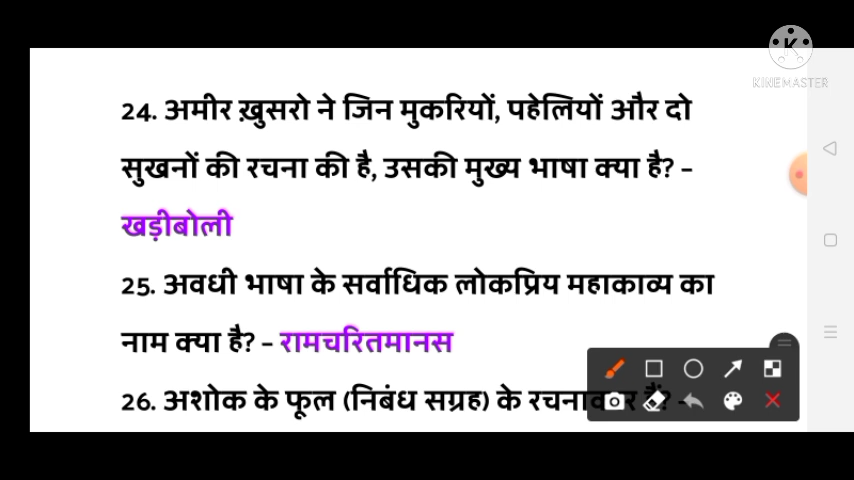 KINEMASTER
24. अमीर ख़ुसरो ने जिन मुकरियों, पहेलियों और दो
सुखनों की रचना की है, उसकी मुख्य भाषा क्या है? –
खड़ीबोली
25. अवधी भाषा के सर्वाधिक लोकप्रिय महाकाव्य का
नाम क्या है? – रामचरितमानस
26. अशोक के फूल (निबंध सग्रह) के